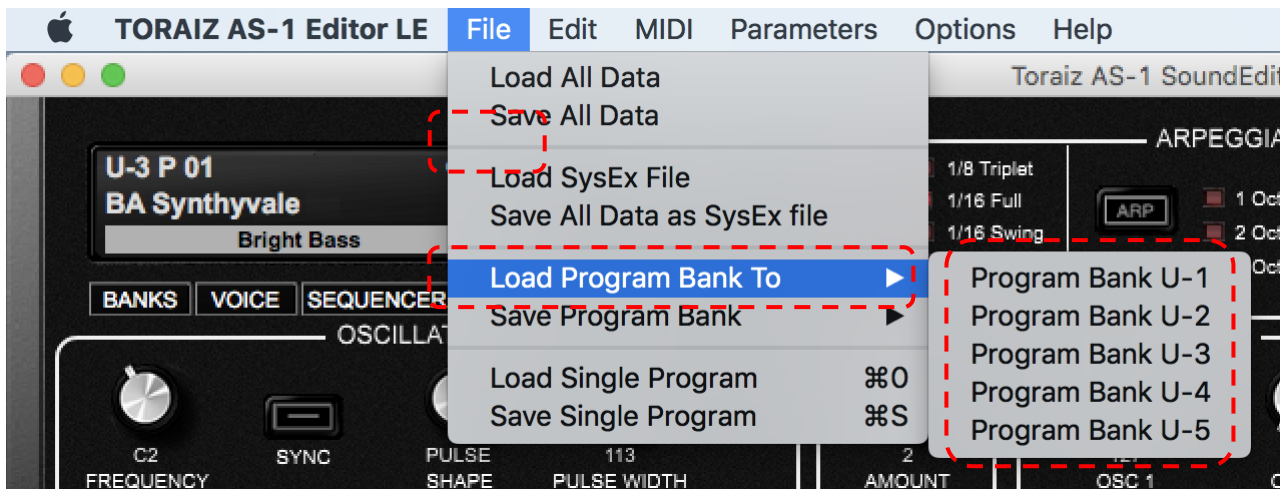 TORAIZ AS-1 Editor LE File Edit MIDI Parameters Options Help
Toraiz AS-1 SoundEdit
Load All Data
Save All Data
Load SysEx File
Save All Data as SysEx file
Load Program Bank To
Save Program Bank
Load Single Program ⌘O
Save Single Program ⌘S
Program Bank U-1
Program Bank U-2
Program Bank U-3
Program Bank U-4
Program Bank U-5
U-3 P 01
BA Synthyvale
Bright Bass
BANKS VOICE SEQUENCER
OSCILLAT
C2
FREQUENCY
SYNC
PULSE
SHAPE
113
PULSE WIDTH
1/8 Triplet
1/16 Full
1/16 Swing
ARPEGGIA
ARP
1 Oct
2 Oct
Oct
2
AMOUNT
127
OSC 1